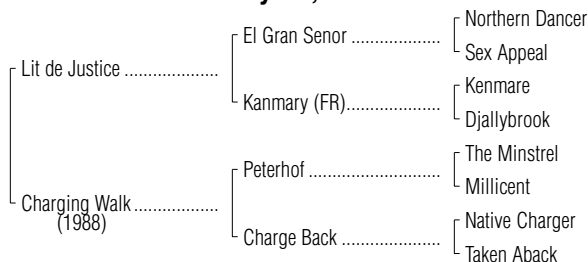 Northern Dancer
El Gran Senor ....................
Sex Appeal
Lit de Justice .....................
Kenmare
Kanmary (FR).....................
Djallybrook
The Minstrel
Peterhof .............................
Millicent
Charging Walk ...................
(1988)
Native Charger
Charge Back ......................
Taken Aback